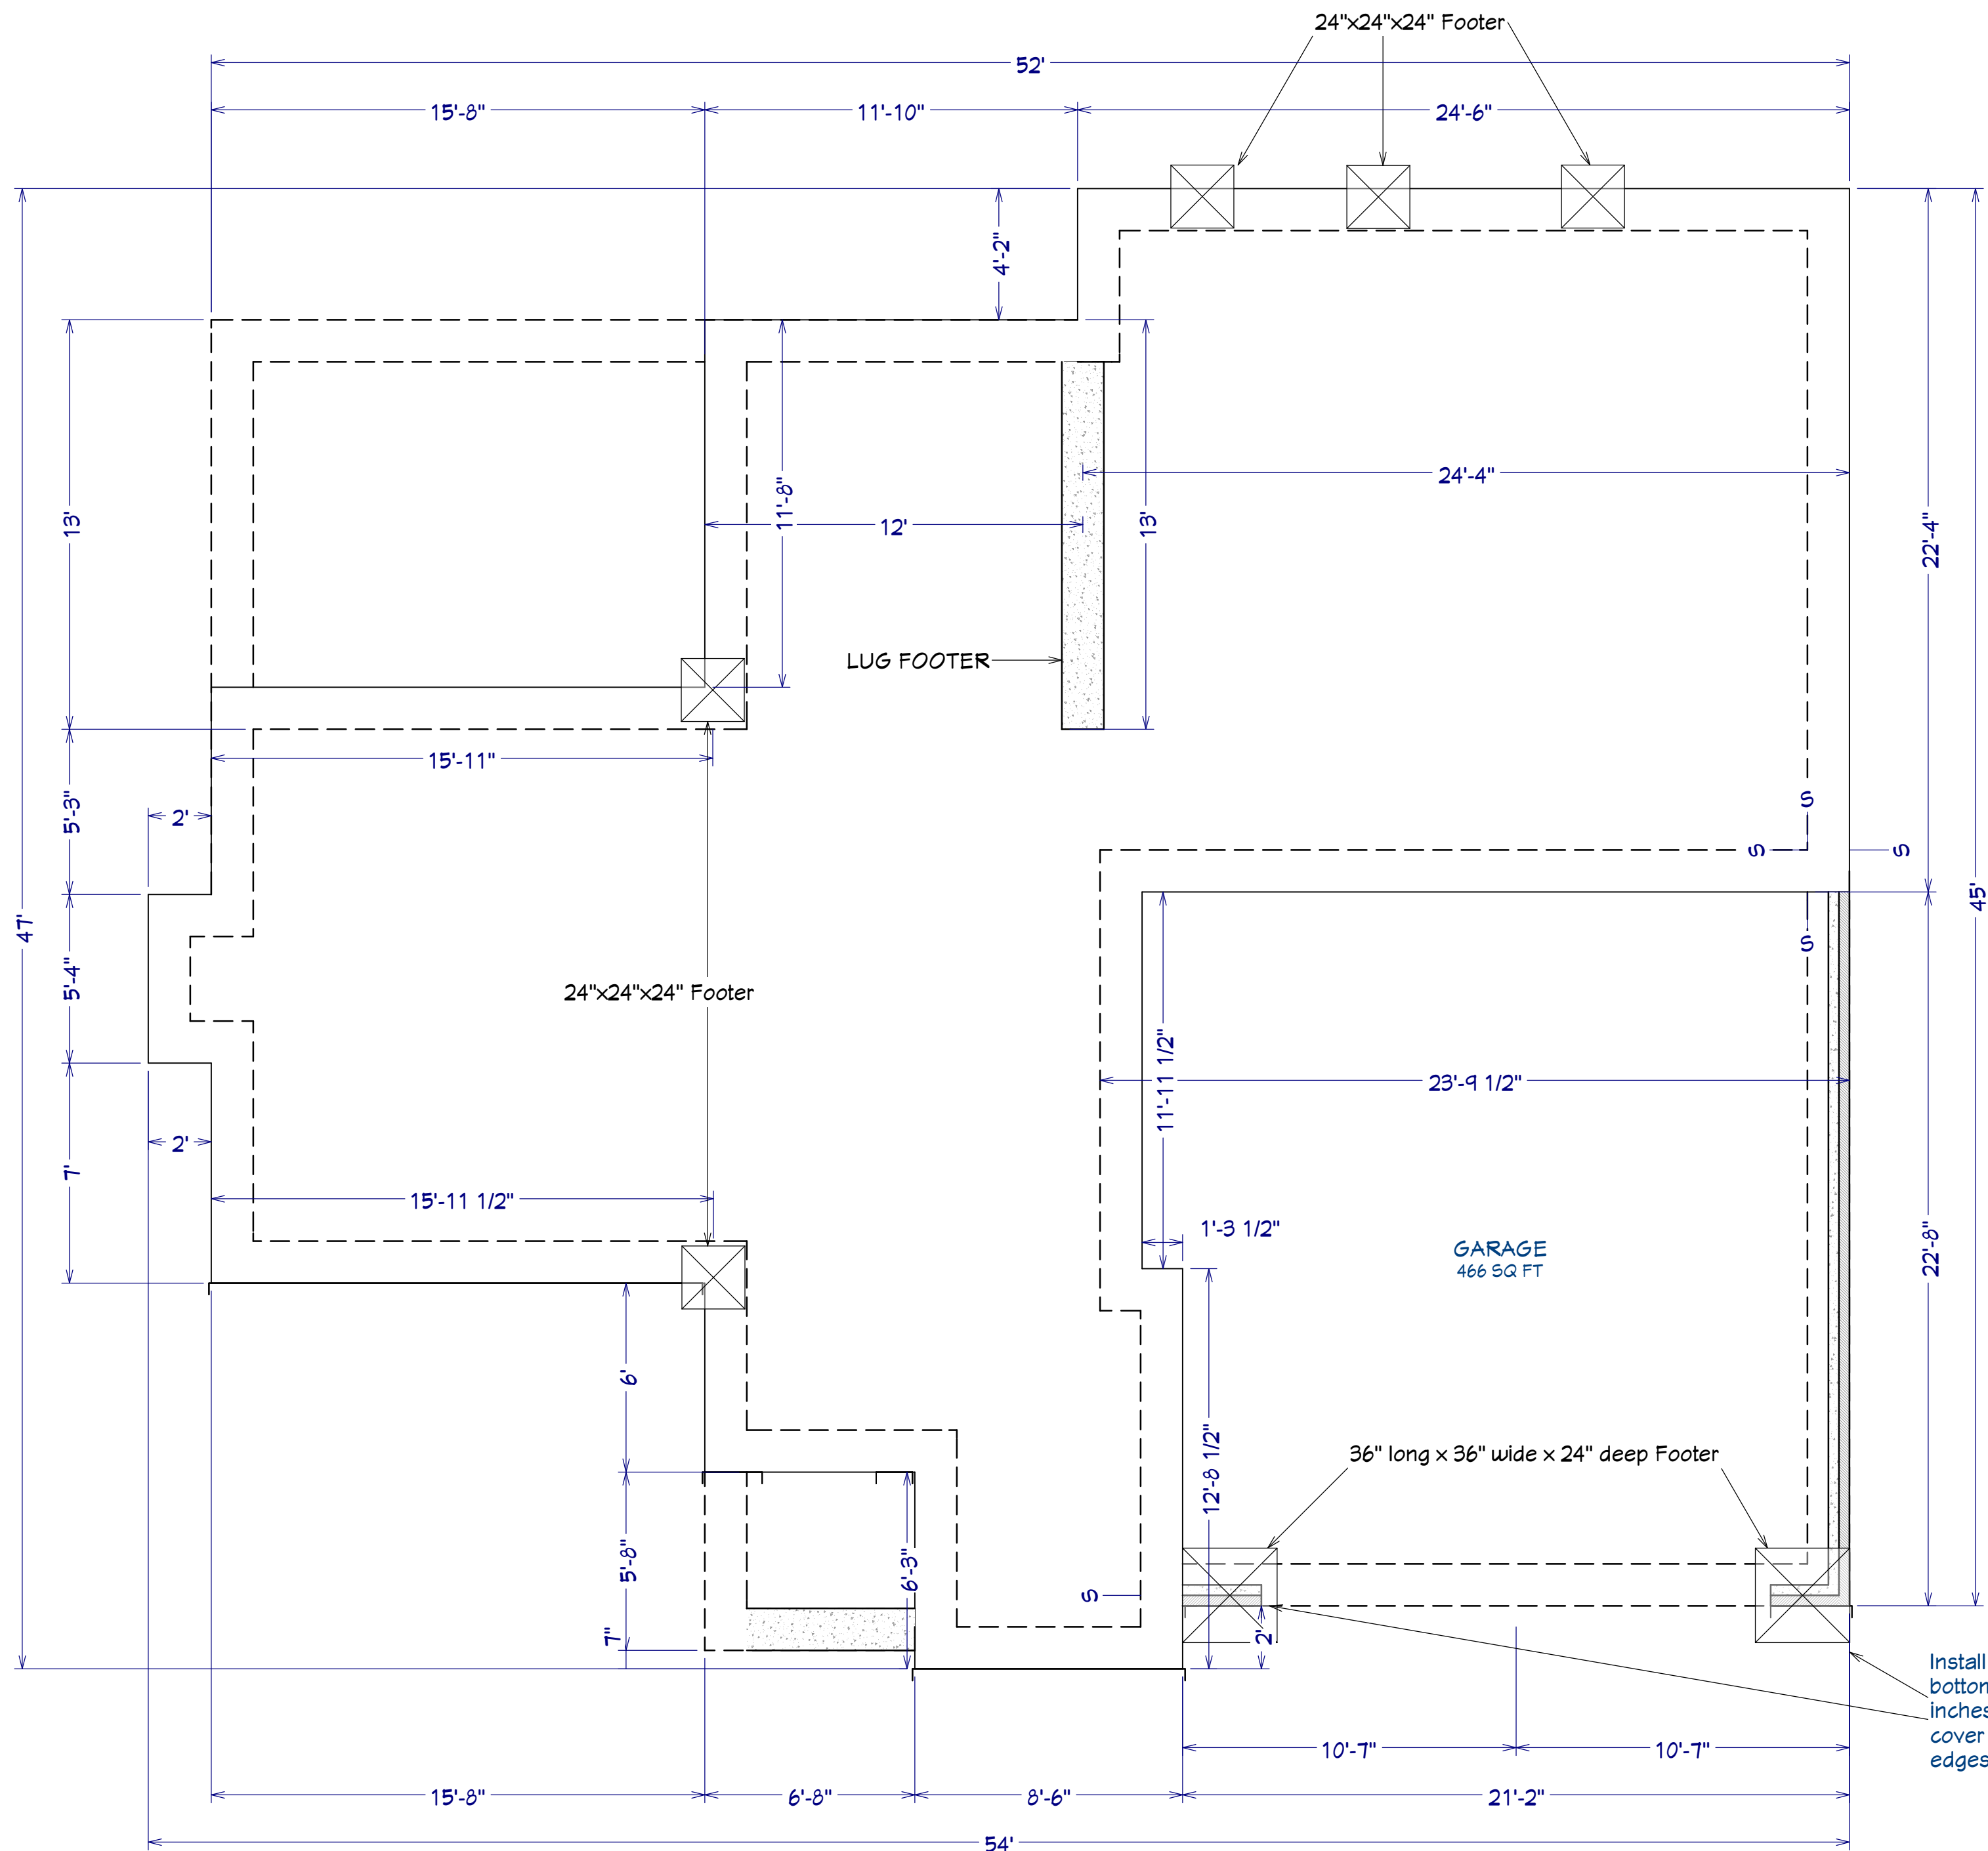 24"x24"x24" Footer
52'
15'-8"
11'-10"
24'-6"
4'-2"
13'
11'-8"
12'
13'
24'-4"
22'-4"
LUG FOOTER
15'-11"
5'-3"
2'
S
S
S
47'
45'
S
5'-4"
24"x24"x24" Footer
11'-11 1/2"
23'-9 1/2"
2'
7'
15'-11 1/2"
1'-3 1/2"
GARAGE
466 SQ FT
22'-8"
6'
36" long x 36" wide x 24" deep Footer
12'-8 1/2"
5'-8"
6'-3"
S
7"
2'
Install
bottom
inches
cover
edges
10'-7"
10'-7"
15'-8"
6'-8"
8'-6"
21'-2"
54'